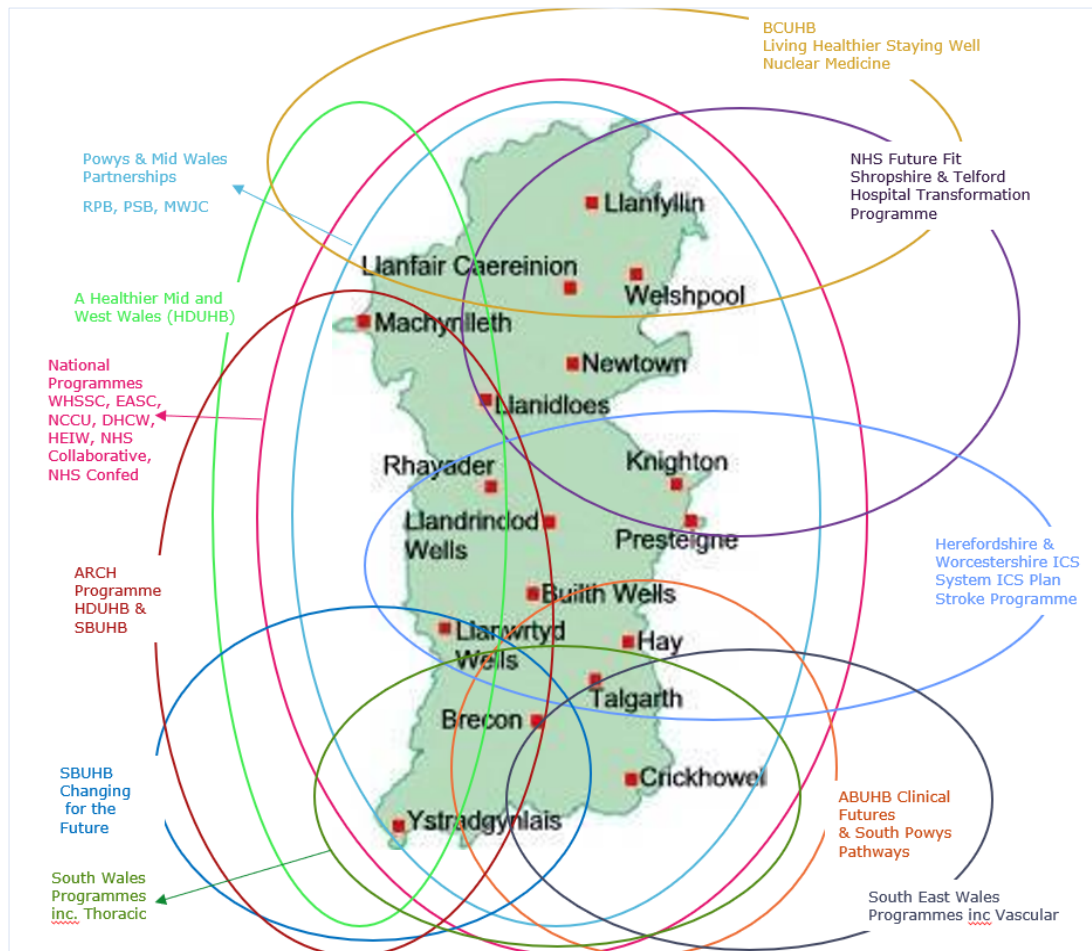 BCUHB
Living Healthier Staying Well
Nuclear Medicine
Powys & Mid Wales
Partnerships
RPB, PSB, MWJC
NHS Future Fit
Shropshire & Telford
Hospital Transformation
Programme
Llanfyllin
Llanfair Caereinion
Welshpool
A Healthier Mid and
West Wales (HDUHB)
Machynlleth
National
Programmes
WHSSC, EASC,
NCCU, DHCW,
HEIW, NHS
Collaborative,
NHS Confed
Newtown
Llanidloes
Rhayader
Knighton
Llandrindod
Wells
Presteigne
Herefordshire &
Worcestershire ICS
System ICS Plan
Stroke Programme
ARCH
Programme
HDUHB &
SBUHB
Builth Wells
Llanwrtyd
Wells
Hay
Talgarth
Brecon
SBUHB
Changing
for the
Future
Crickhowel
Ystradgynlais
ABUHB Clinical
Futures
& South Powys
Pathways
South Wales
Programmes
inc. Thoracic
South East Wales
Programmes inc Vascular